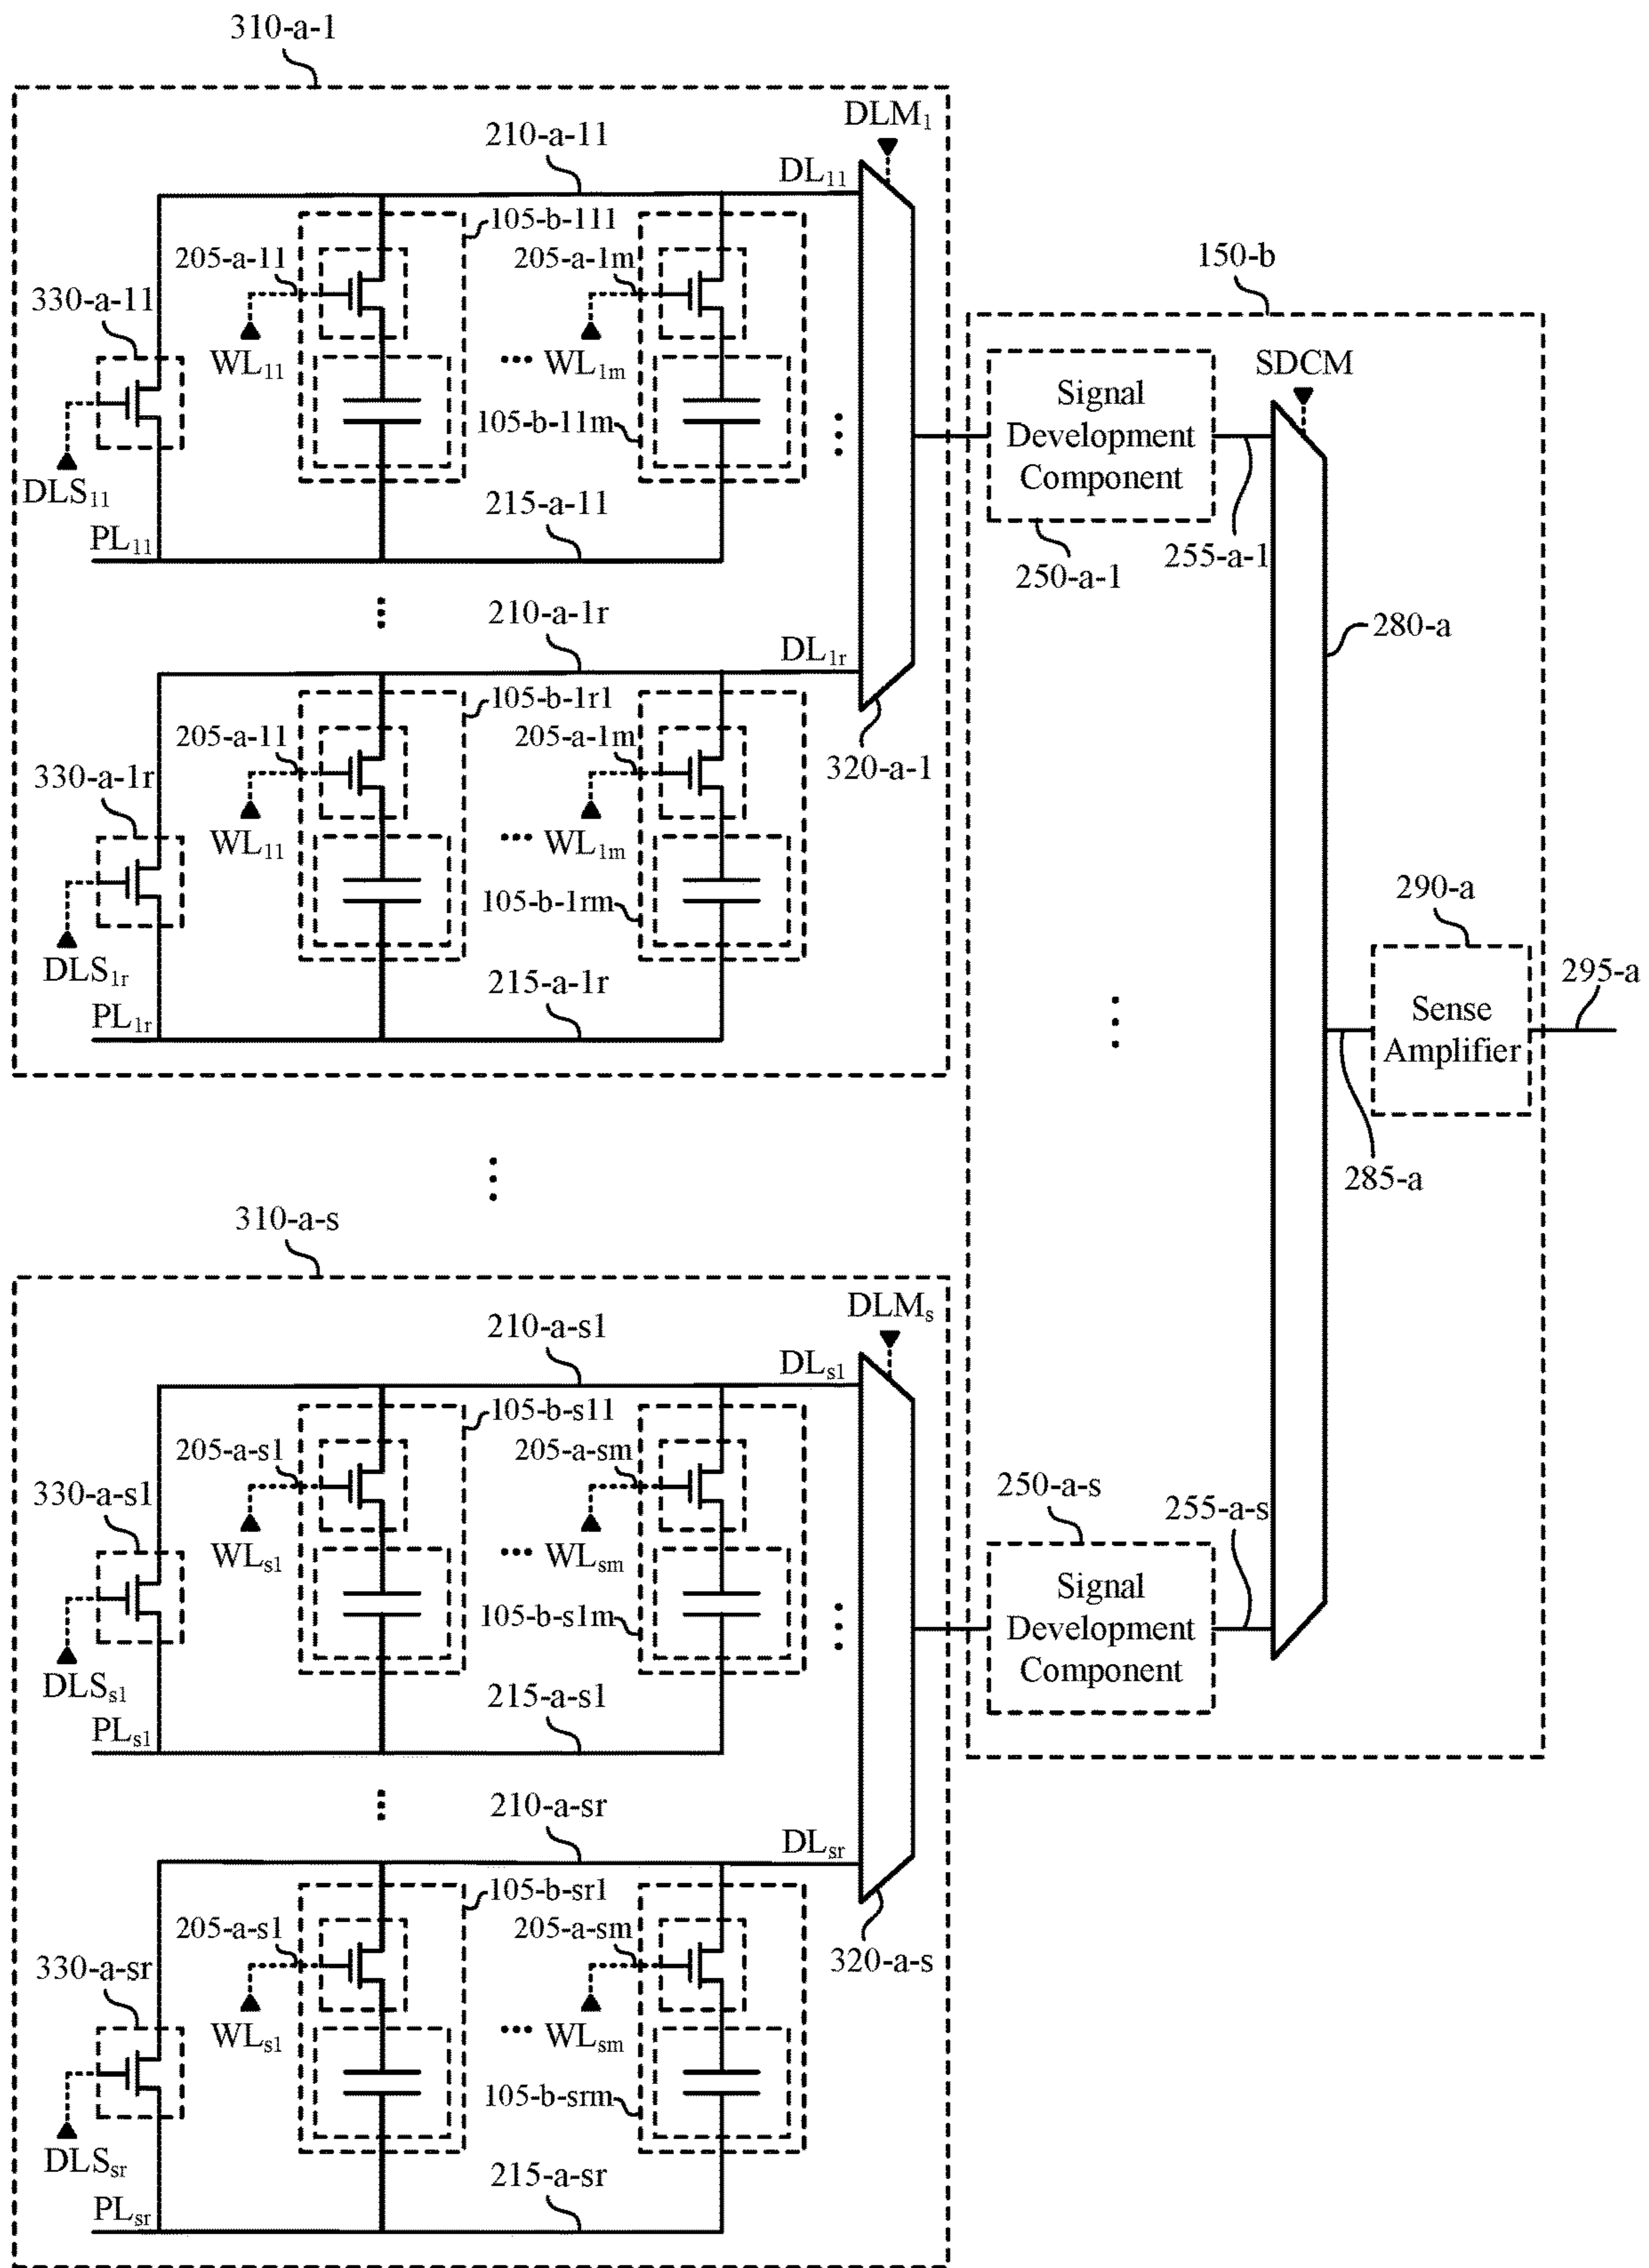 310-a-1
DLM₁
210-a-11
DL₁₁
105-b-111
205-a-11
205-a-1m
330-a-11
WL₁₁
••• WL₁ₘ
105-b-11m
DLS₁₁
215-a-11
PL₁₁
210-a-1r
DL₁ᵣ
105-b-1r1
205-a-11
205-a-1m
320-a-1
330-a-1r
WL₁₁
••• WL₁ₘ
105-b-1rm
DLS₁ᵣ
215-a-1r
PL₁ᵣ
150-b
SDCM
Signal
Development
Component
255-a-1
250-a-1
280-a
290-a
295-a
Sense
Amplifier
285-a
310-a-s
DLMₛ
210-a-s1
DLₛ₁
105-b-s11
205-a-s1
205-a-sm
330-a-s1
WLₛ₁
••• WLₛₘ
105-b-s1m
DLSₛ₁
215-a-s1
PLₛ₁
250-a-s
255-a-s
Signal
Development
Component
210-a-sr
DLₛᵣ
105-b-sr1
205-a-s1
205-a-sm
320-a-s
330-a-sr
WLₛ₁
••• WLₛₘ
105-b-srm
DLSₛᵣ
215-a-sr
PLₛᵣ